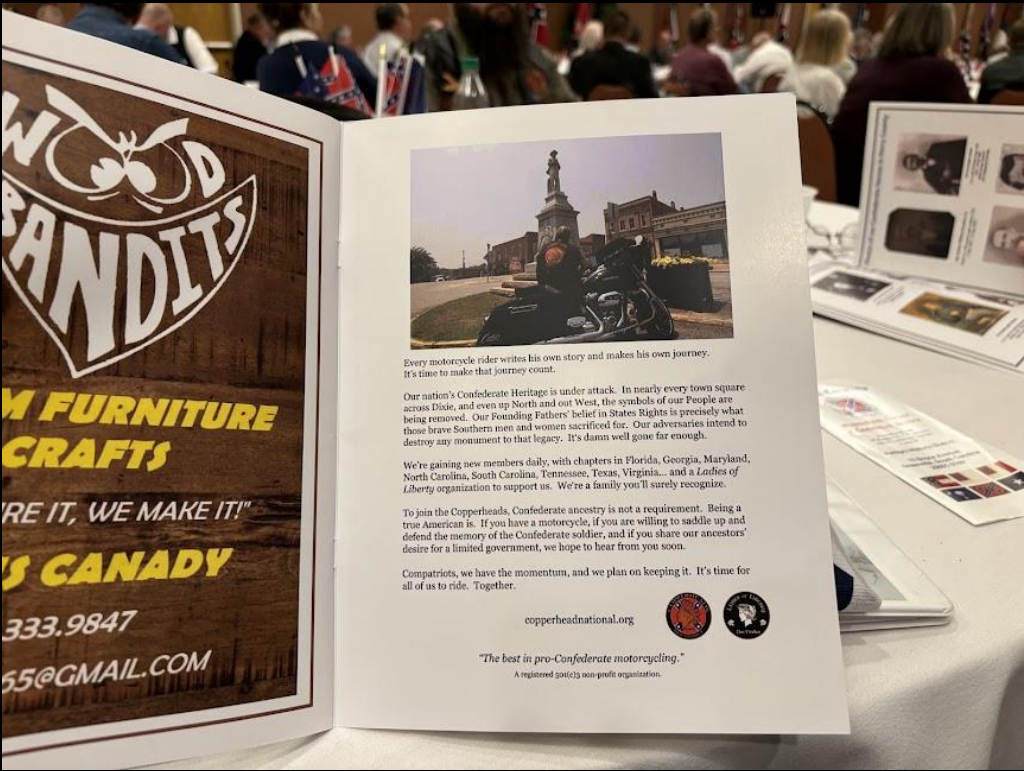 W D
BANDITS
M FURNITURE
CRAFTS
RE IT, WE MAKE IT!"
S CANADY
333.9847
65@GMAIL.COM
Every motorcycle rider writes his own story and makes his own journey.
It's time to make that journey count.
Our nation's Confederate Heritage is under attack. In nearly every town square
across Dixie, and even up North and out West, the symbols of our People are
being removed. Our Founding Fathers' belief in States Rights is precisely what
those brave Southern men and women sacrificed for. Our adversaries intend to
destroy any monument to that legacy. It's damn well gone far enough.
We're gaining new members daily, with chapters in Florida, Georgia, Maryland,
North Carolina, South Carolina, Tennessee, Texas, Virginia... and a Ladies of
Liberty organization to support us. We're a family you'll surely recognize.
To join the Copperheads, Confederate ancestry is not a requirement. Being a
true American is. If you have a motorcycle, if you are willing to saddle up and
defend the memory of the Confederate soldier, and if you share our ancestors'
desire for a limited government, we hope to hear from you soon.
Compatriots, we have the momentum, and we plan on keeping it. It's time for
all of us to ride. Together.
copperheadnational.org
"The best in pro-Confederate motorcycling."
A registered 501(c)3 non-profit organization.